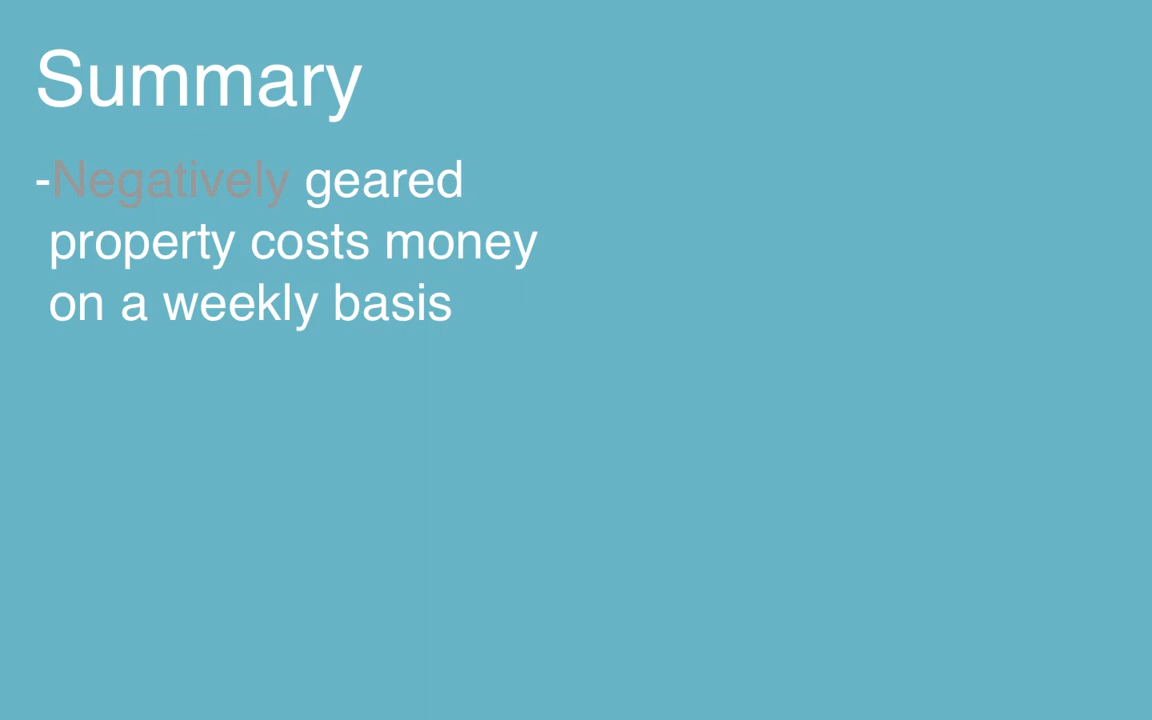 Summary
-Negatively geared
property costs money
on a weekly basis